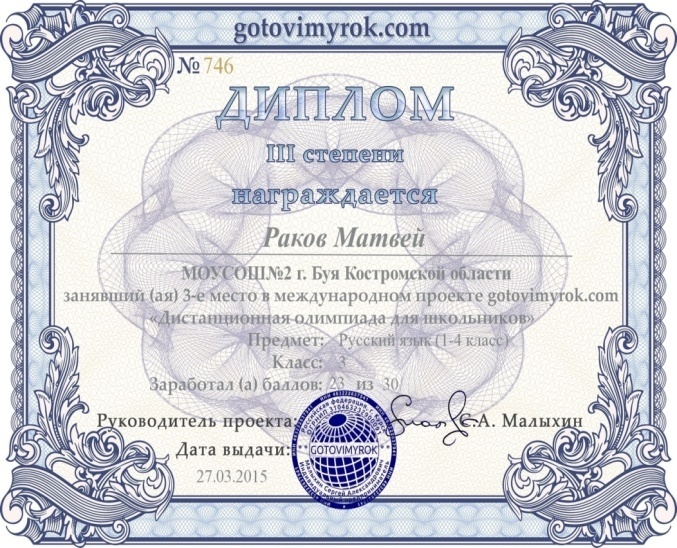 gotovimyrok.com
№ 746
ДИПЛОМ
III степени
награждается
Раков Матвей
МОУСОШ№2 г. Буя Костромской области
занявший (ая) 3-е место в международном проекте gotovimyrok.com
«Дистанционная олимпиада для школьников»
Предмет: Русский язык (1-4 класс)
Класс: 3
Заработал (а) баллов: 23 из 30
Руководитель проекта: С.А. Малыхин
Дата выдачи:
27.03.2015
GOTOVIMYROK